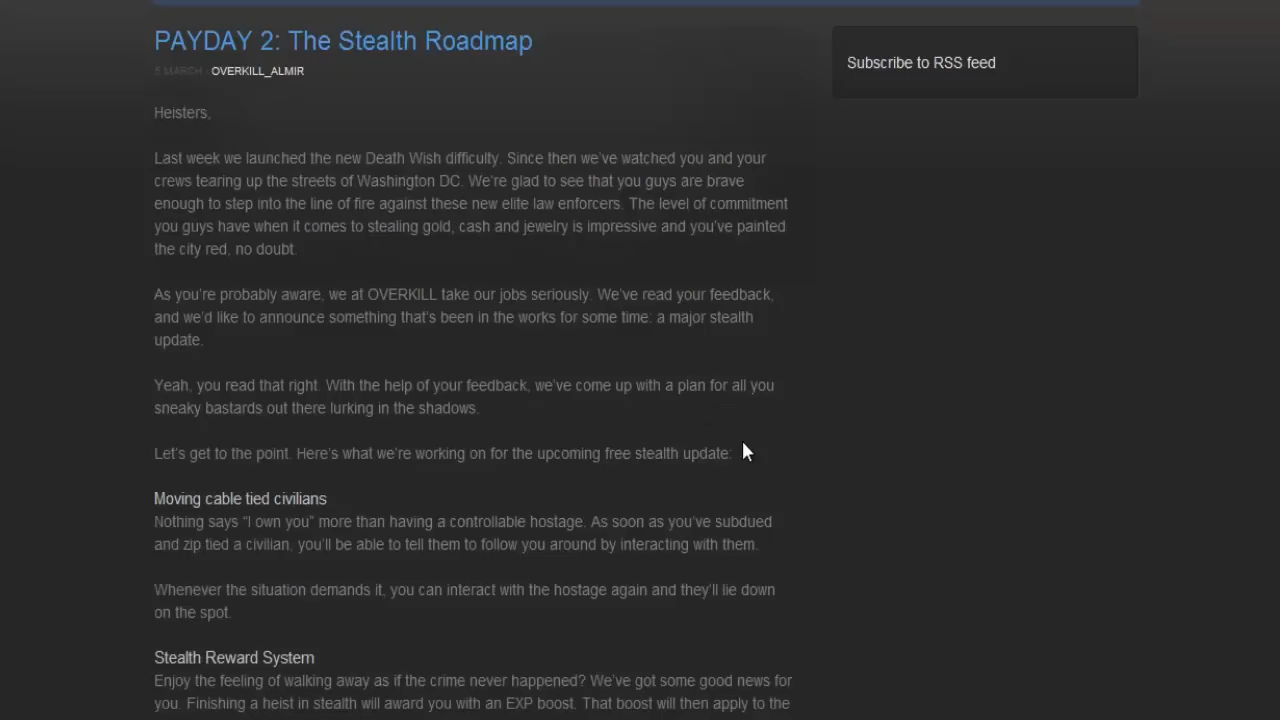 PAYDAY 2: The Stealth Roadmap
5 MARCH - OVERKILL_ALMIR
Subscribe to RSS feed
Heisters,
Last week we launched the new Death Wish difficulty. Since then we've watched you and your
crews tearing up the streets of Washington DC. We're glad to see that you guys are brave
enough to step into the line of fire against these new elite law enforcers. The level of commitment
you guys have when it comes to stealing gold, cash and jewelry is impressive and you've painted
the city red, no doubt.
As you're probably aware, we at OVERKILL take our jobs seriously. We've read your feedback,
and we'd like to announce something that's been in the works for some time: a major stealth
update.
Yeah, you read that right. With the help of your feedback, we've come up with a plan for all you
sneaky bastards out there lurking in the shadows.
Let's get to the point. Here's what we're working on for the upcoming free stealth update:
Moving cable tied civilians
Nothing says “I own you” more than having a controllable hostage. As soon as you've subdued
and zip tied a civilian, you'll be able to tell them to follow you around by interacting with them.
Whenever the situation demands it, you can interact with the hostage again and they'll lie down
on the spot.
Stealth Reward System
Enjoy the feeling of walking away as if the crime never happened? We've got some good news for
you. Finishing a heist in stealth will award you with an EXP boost. That boost will then apply to the